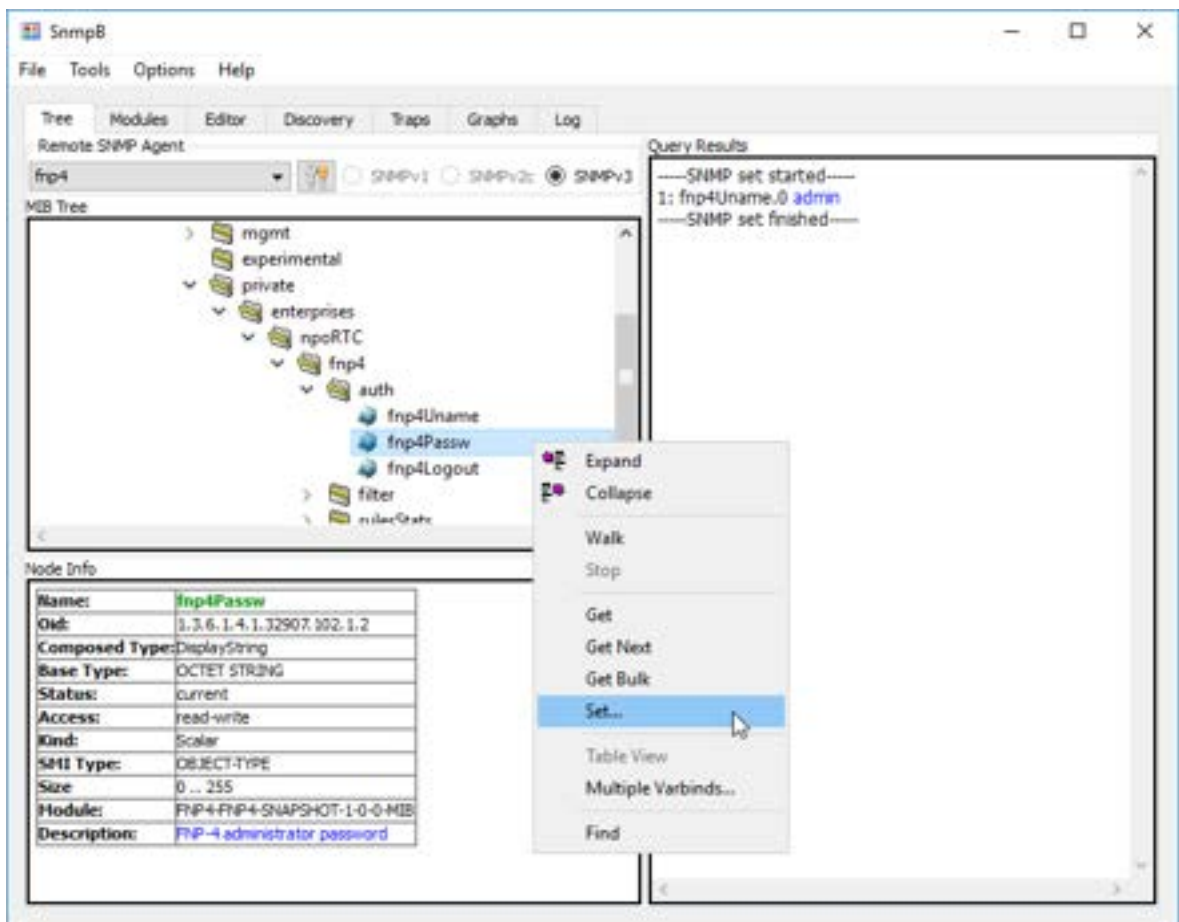 SnmpB
File Tools Options Help
Tree Modules Editor Discovery Traps Graphs Log
Remote SNMP Agent
fnp4
SNMPv1 SNMPv2c SNMPv3
MIB Tree
mgmt
experimental
private
enterprises
npoRTC
fnp4
auth
fnp4Uname
fnp4Passw
fnp4Logout
filter
rulesStats
Node Info
Name: fnp4Passw
Oid: 1.3.6.1.4.1.32907.102.1.2
Composed Type: DisplayString
Base Type: OCTET STRING
Status: current
Access: read-write
Kind: Scalar
SMI Type: OBJECT-TYPE
Size 0 .. 255
Module: FNP4-FNP4-SNAPSHOT-1-0-0-MIB
Description: FNP-4 administrator password
Expand
Collapse
Walk
Stop
Get
Get Next
Get Bulk
Set...
Table View
Multiple Varbinds...
Find
Query Results
-----SNMP set started-----
1: fnp4Uname.0 admin
-----SNMP set finished-----